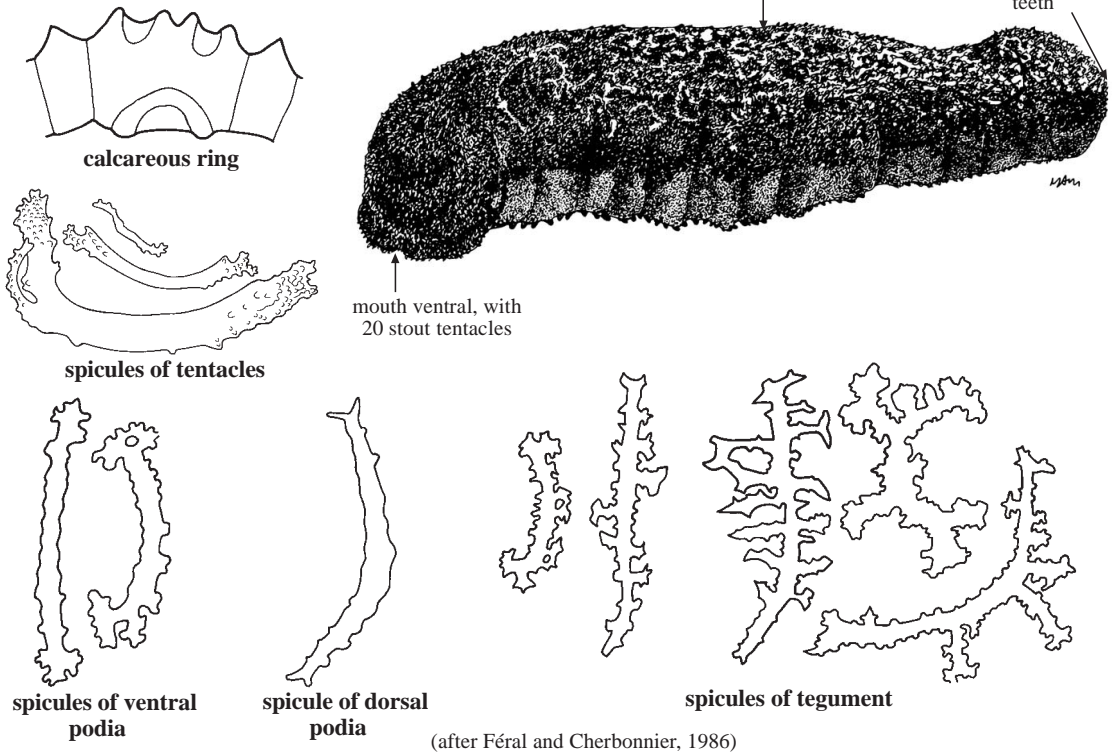 teeth
calcareous ring
mouth ventral, with
20 stout tentacles
spicules of tentacles
spicules of ventral
podia
spicule of dorsal
podia
spicules of tegument
(after Féral and Cherbonnier, 1986)